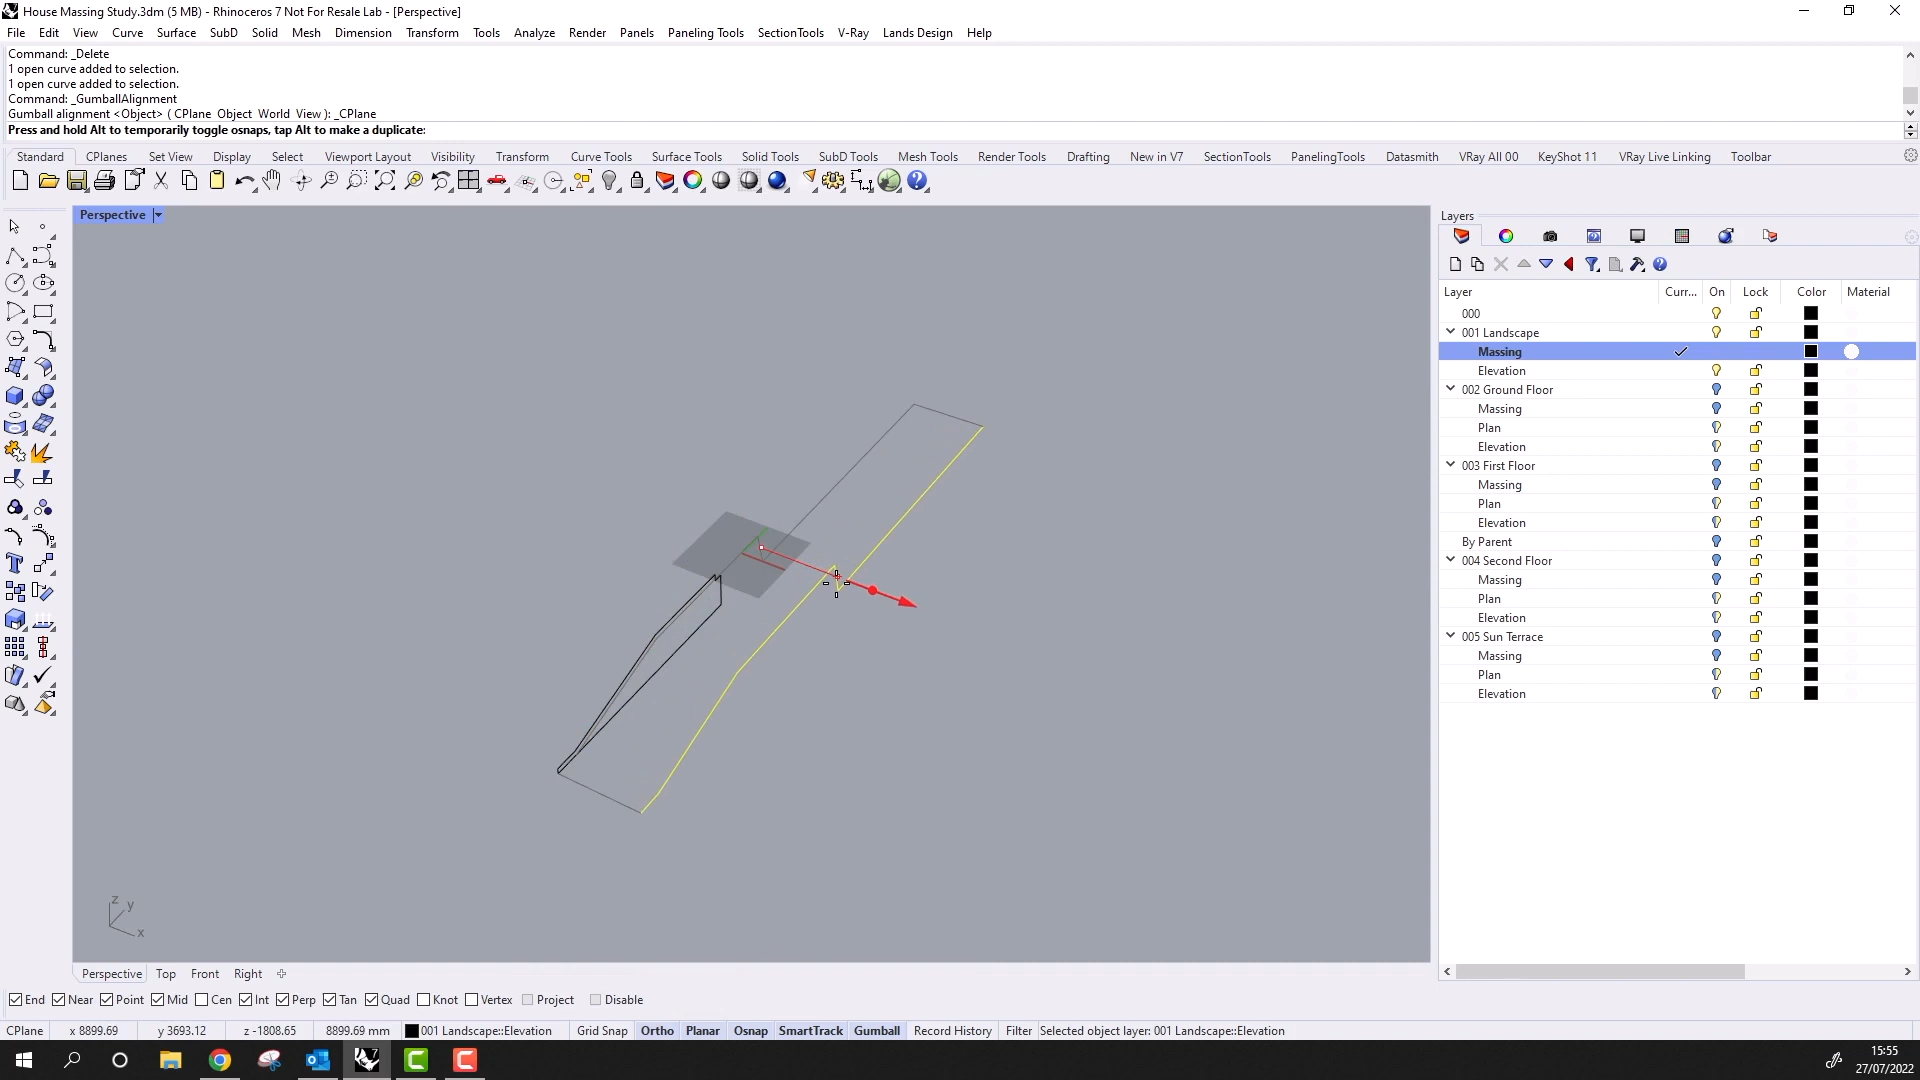 House Massing Study.3dm (5 MB) - Rhinoceros 7 Not For Resale Lab - [Perspective]
File Edit View Curve Surface SubD Solid Mesh Dimension Transform Tools Analyze Render Panels Paneling Tools SectionTools V-Ray Lands Design Help
Command: _Delete
1 open curve added to selection.
1 open curve added to selection.
Command: _GumballAlignment
Gumball alignment <Object> ( CPlane Object World View ): _CPlane
Press and hold Alt to temporarily toggle osnaps, tap Alt to make a duplicate:
Standard CPlanes Set View Display Select Viewport Layout Visibility Transform Curve Tools Surface Tools Solid Tools SubD Tools Mesh Tools Render Tools Drafting New in V7 SectionTools PanelingTools Datasmith VRay All 00 KeyShot 11 VRay Live Linking Toolbar
Perspective
Layers
Layer Curr... On Lock Color Material
000
001 Landscape
Massing
Elevation
002 Ground Floor
Massing
Plan
Elevation
003 First Floor
Massing
Plan
Elevation
By Parent
004 Second Floor
Massing
Plan
Elevation
005 Sun Terrace
Massing
Plan
Elevation
z
y
x
Perspective Top Front Right
End Near Point Mid Cen Int Perp Tan Quad Knot Vertex Project Disable
CPlane x 8899.69 y 3693.12 z -1808.65 8899.69 mm 001 Landscape::Elevation Grid Snap Ortho Planar Osnap SmartTrack Gumball Record History Filter Selected object layer: 001 Landscape::Elevation
15:55
27/07/2022